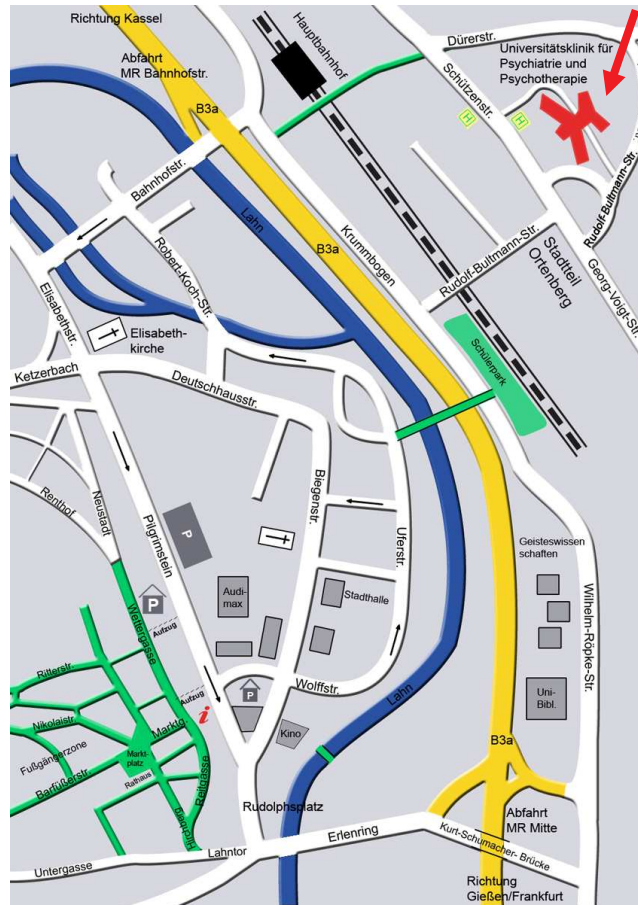 Richtung Kassel
Abfahrt
MR Bahnhofstr.
B3a
Hauptbahnhof
Dürerstr.
Universitätsklinik für
Psychiatrie und
Psychotherapie
Schützenstr.
H
H
Bahnhofstr.
Lahn
B3a
Krummbogen
Rudolf-Bultmann-Str.
Rudolf-Bultmann-Str.
Stadtteil
Ortenberg
Georg-Voigt-Str.
Robert-Koch-Str.
Elisabethstr.
Elisabeth-
kirche
Ketzerbach
Deutschhausstr.
Schülerpark
Renthof
Neustadt
Pilgrimstein
P
Biegenstr.
Uferstr.
Geisteswissen
schaften
Wilhelm-Röpke-Str.
P
Audi-
max
Stadthalle
Wettergasse
Aufzug
Ritterstr.
Nikolaistr.
Aufzug
Wolffstr.
P
i
Lahn
Uni-
Bibl.
Marktg.
Fußgängerzone
Markt-
platz
Kino
B3a
Barfüßerstr.
Rathaus
Reitgasse
Hirchberg
Rudolphsplatz
Abfahrt
MR Mitte
Erlenring
Kurt-Schumacher- Brücke
Lahntor
Untergasse
Richtung
Gießen/Frankfurt